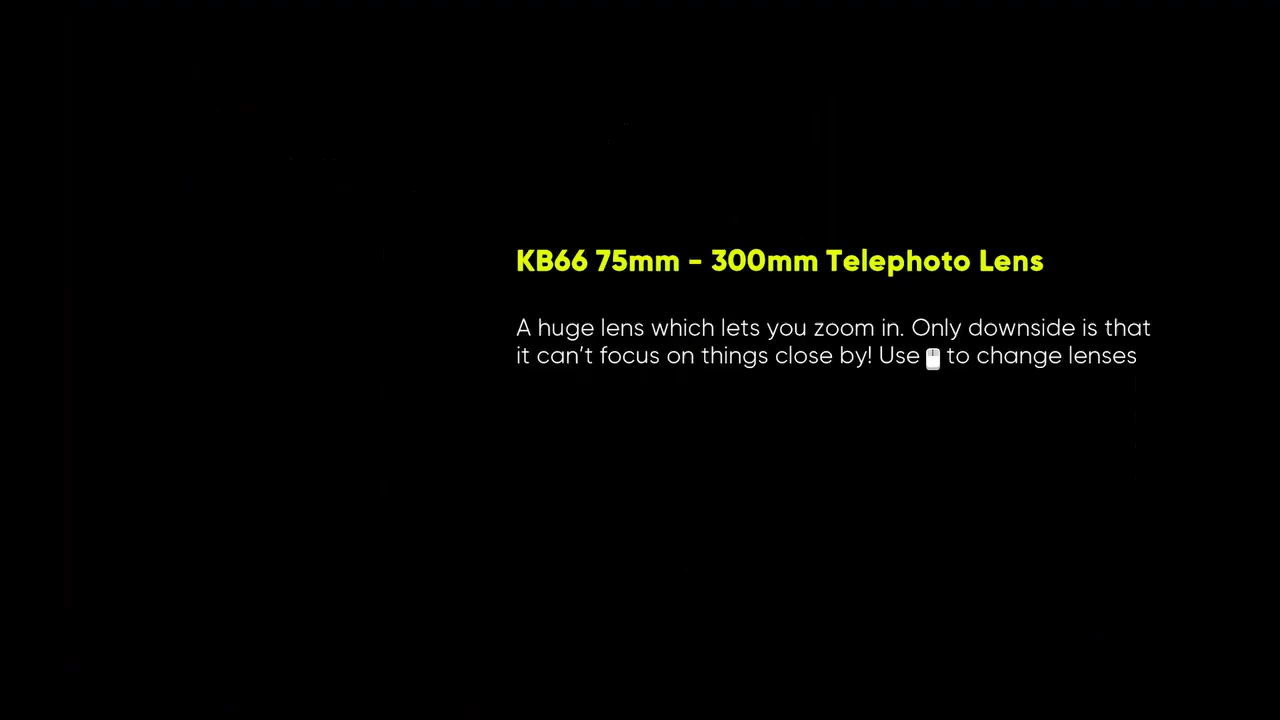 KB66 75mm - 300mm Telephoto Lens
A huge lens which lets you zoom in. Only downside is that
it can't focus on things close by! Use to change lenses